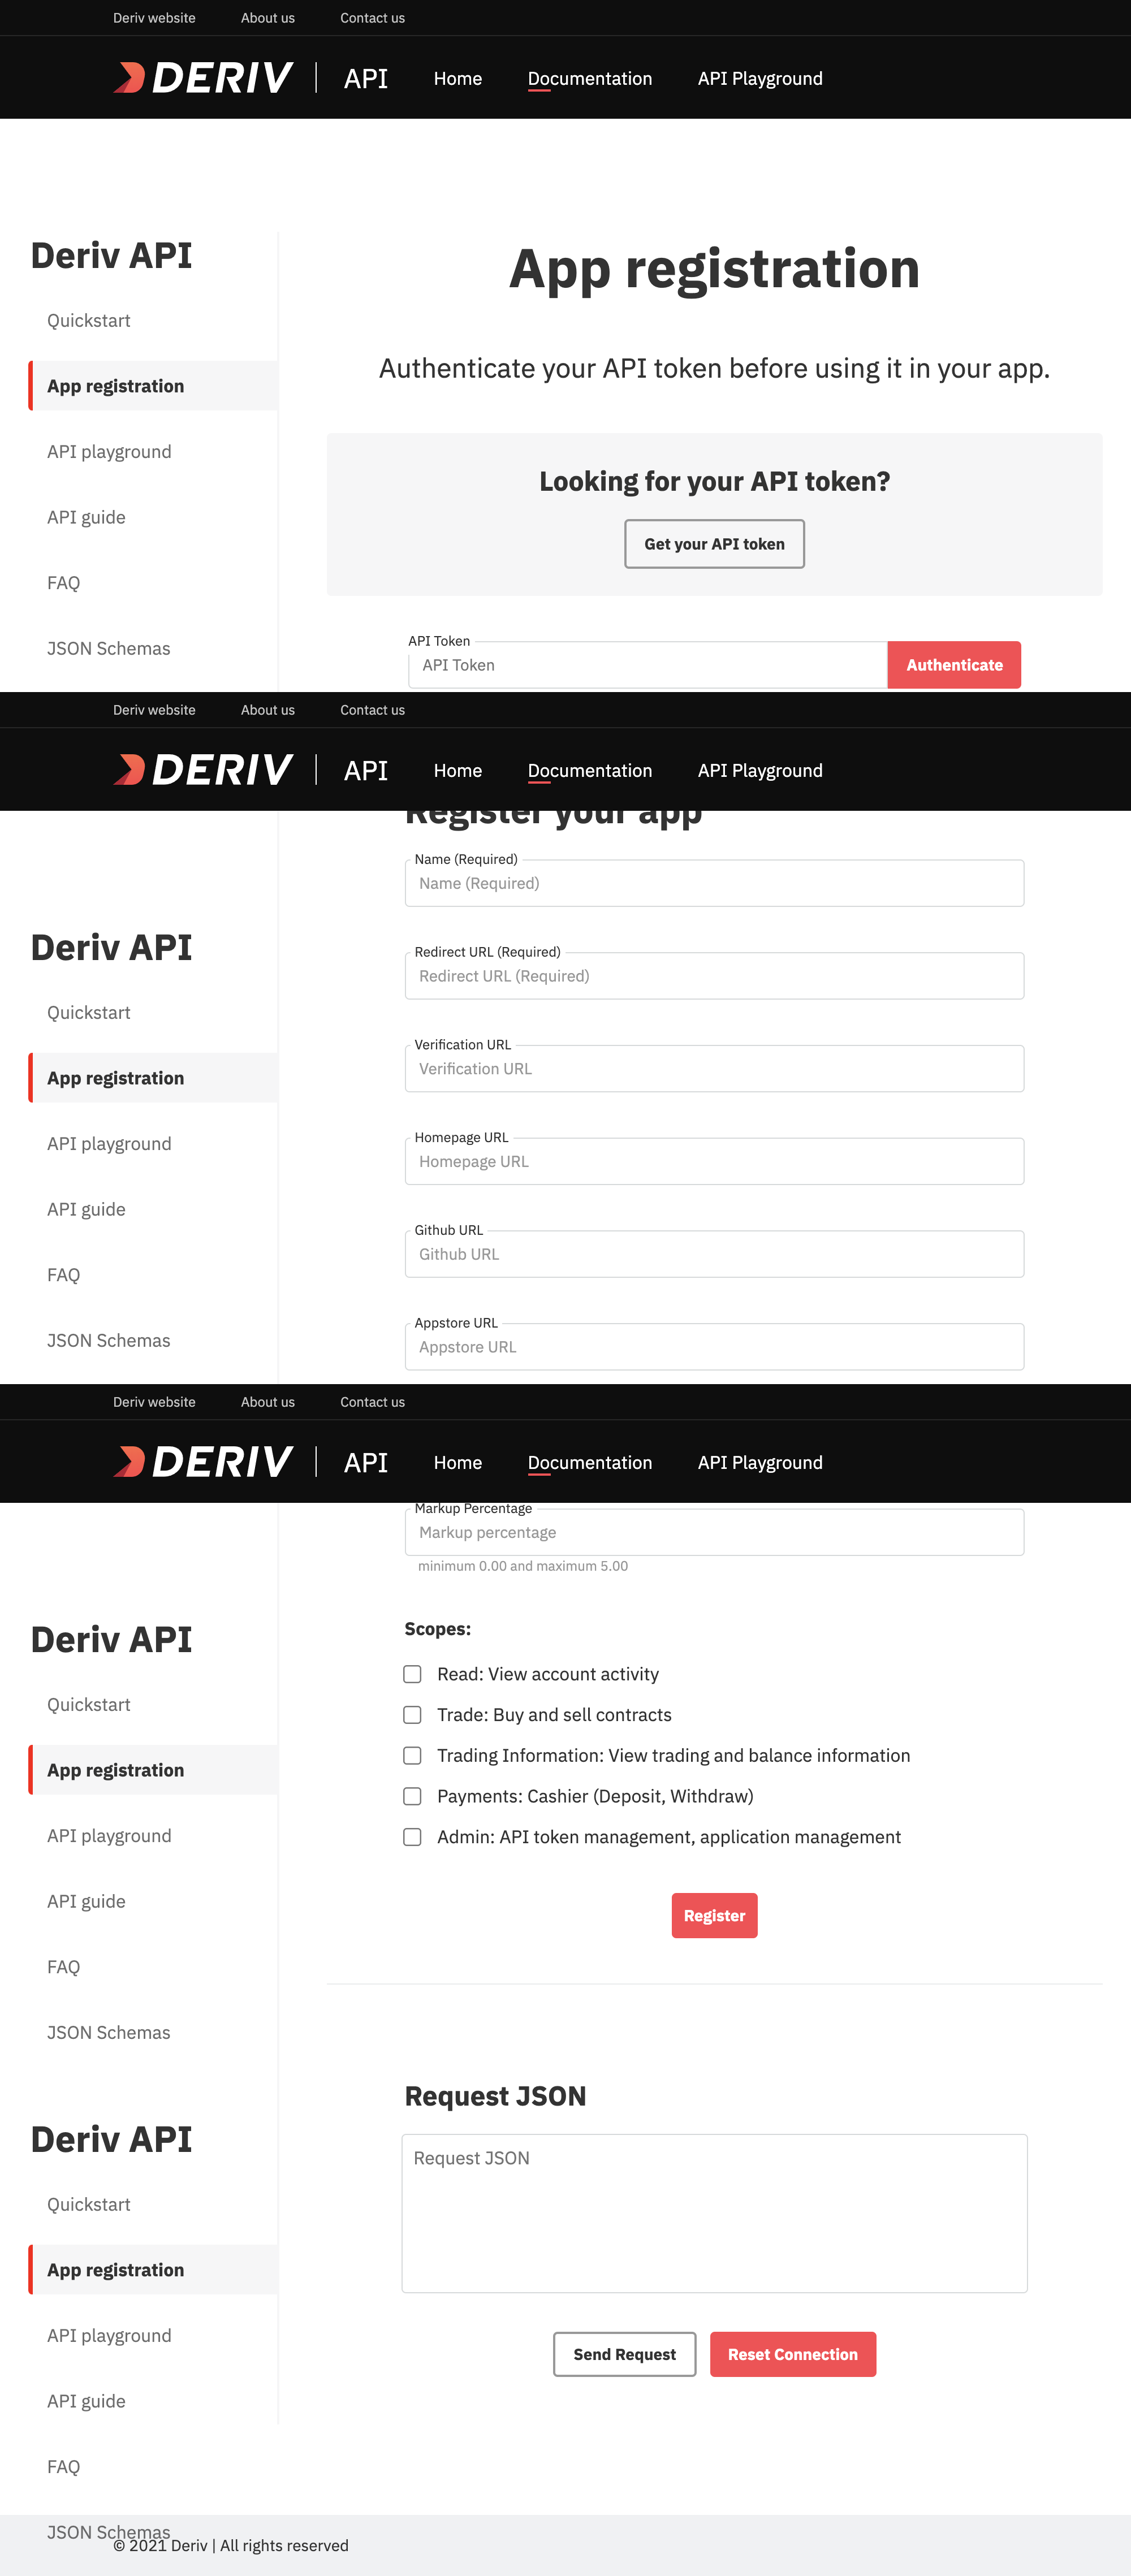 Deriv website About us Contact us
DERIV API Home Documentation API Playground
Deriv API
Quickstart
App registration
API playground
API guide
FAQ
JSON Schemas
App registration
Authenticate your API token before using it in your app.
Looking for your API token?
Get your API token
API Token
API Token Authenticate
Deriv website About us Contact us
DERIV API Home Documentation API Playground
Register your app
Deriv API
Quickstart
App registration
API playground
API guide
FAQ
JSON Schemas
Name (Required)
Name (Required)
Redirect URL (Required)
Redirect URL (Required)
Verification URL
Verification URL
Homepage URL
Homepage URL
Github URL
Github URL
Appstore URL
Appstore URL
Deriv website About us Contact us
DERIV API Home Documentation API Playground
Deriv API
Quickstart
App registration
API playground
API guide
FAQ
JSON Schemas
Markup Percentage
Markup percentage
minimum 0.00 and maximum 5.00
Scopes:
Read: View account activity
Trade: Buy and sell contracts
Trading Information: View trading and balance information
Payments: Cashier (Deposit, Withdraw)
Admin: API token management, application management
Register
Deriv API
Quickstart
App registration
API playground
API guide
FAQ
JSON Schemas
Request JSON
Request JSON
Send Request Reset Connection
© 2021 Deriv | All rights reserved